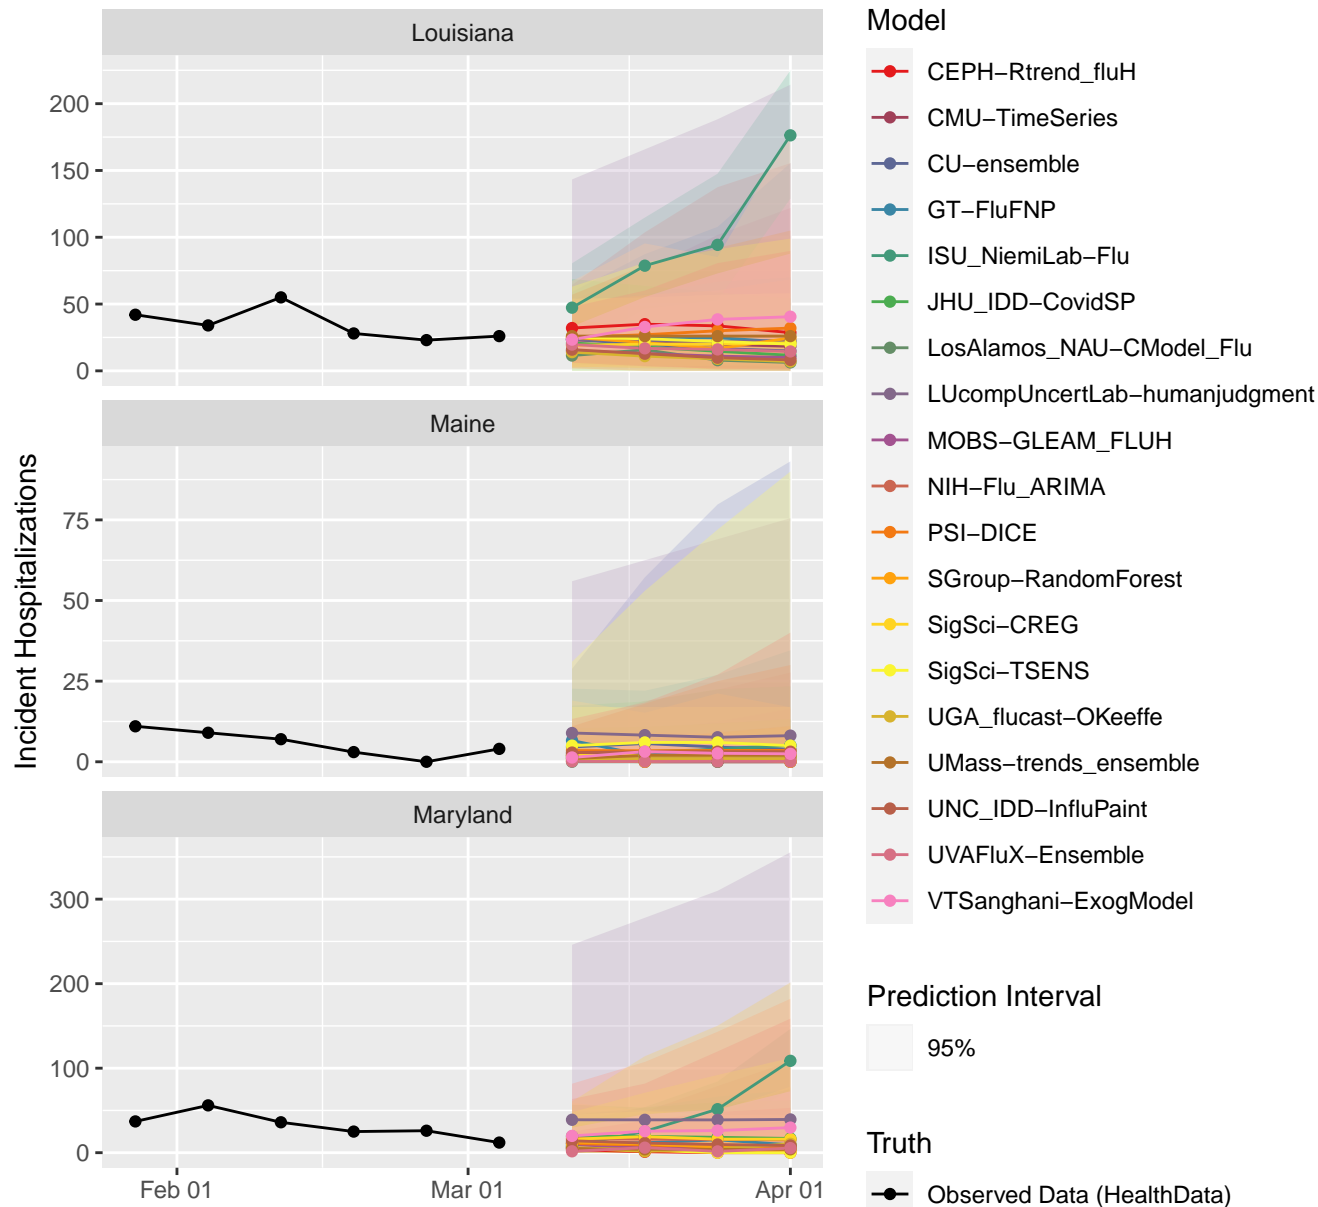 Louisiana
200
150
100
50
0
Maine
75
50
25
0
Maryland
300
200
100
0
Feb 01
Mar 01
Apr 01
Incident Hospitalizations
Model
CEPH−Rtrend_fluH
CMU−TimeSeries
CU−ensemble
GT−FluFNP
ISU_NiemiLab−Flu
JHU_IDD−CovidSP
LosAlamos_NAU−CModel_Flu
LUcompUncertLab−humanjudgment
MOBS−GLEAM_FLUH
NIH−Flu_ARIMA
PSI−DICE
SGroup−RandomForest
SigSci−CREG
SigSci−TSENS
UGA_flucast−OKeeffe
UMass−trends_ensemble
UNC_IDD−InfluPaint
UVAFluX−Ensemble
VTSanghani−ExogModel
Prediction Interval
95%
Truth
Observed Data (HealthData)